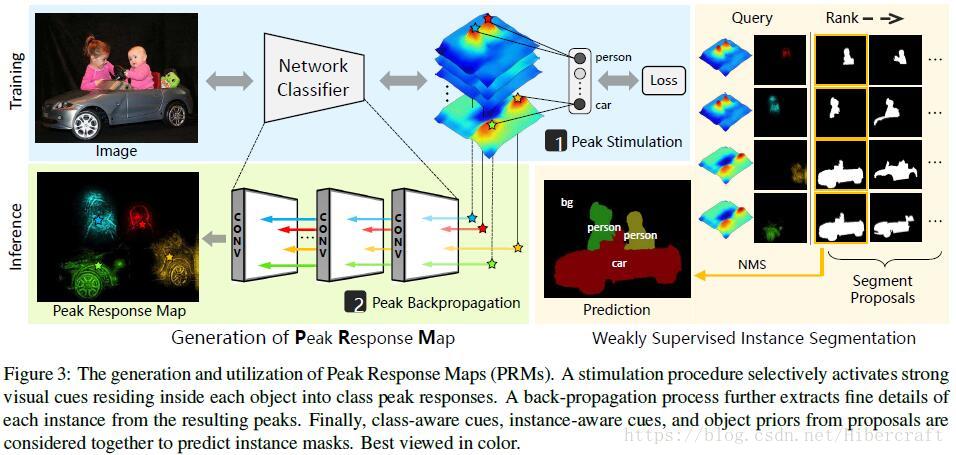 Training
Image
Network
Classifier
person
car
Loss
1 Peak Stimulation
Inference
Peak Response Map
CONV
...
CONV
CONV
2 Peak Backpropagation
Generation of Peak Response Map
Query
Rank
...
...
...
...
bg
person
person
car
Prediction
NMS
Segment
Proposals
Weakly Supervised Instance Segmentation
Figure 3: The generation and utilization of Peak Response Maps (PRMs). A stimulation procedure selectively activates strong
visual cues residing inside each object into class peak responses. A back-propagation process further extracts fine details of
each instance from the resulting peaks. Finally, class-aware cues, instance-aware cues, and object priors from proposals are
considered together to predict instance masks. Best viewed in color.
https://blog.csdn.net/Hibercraft